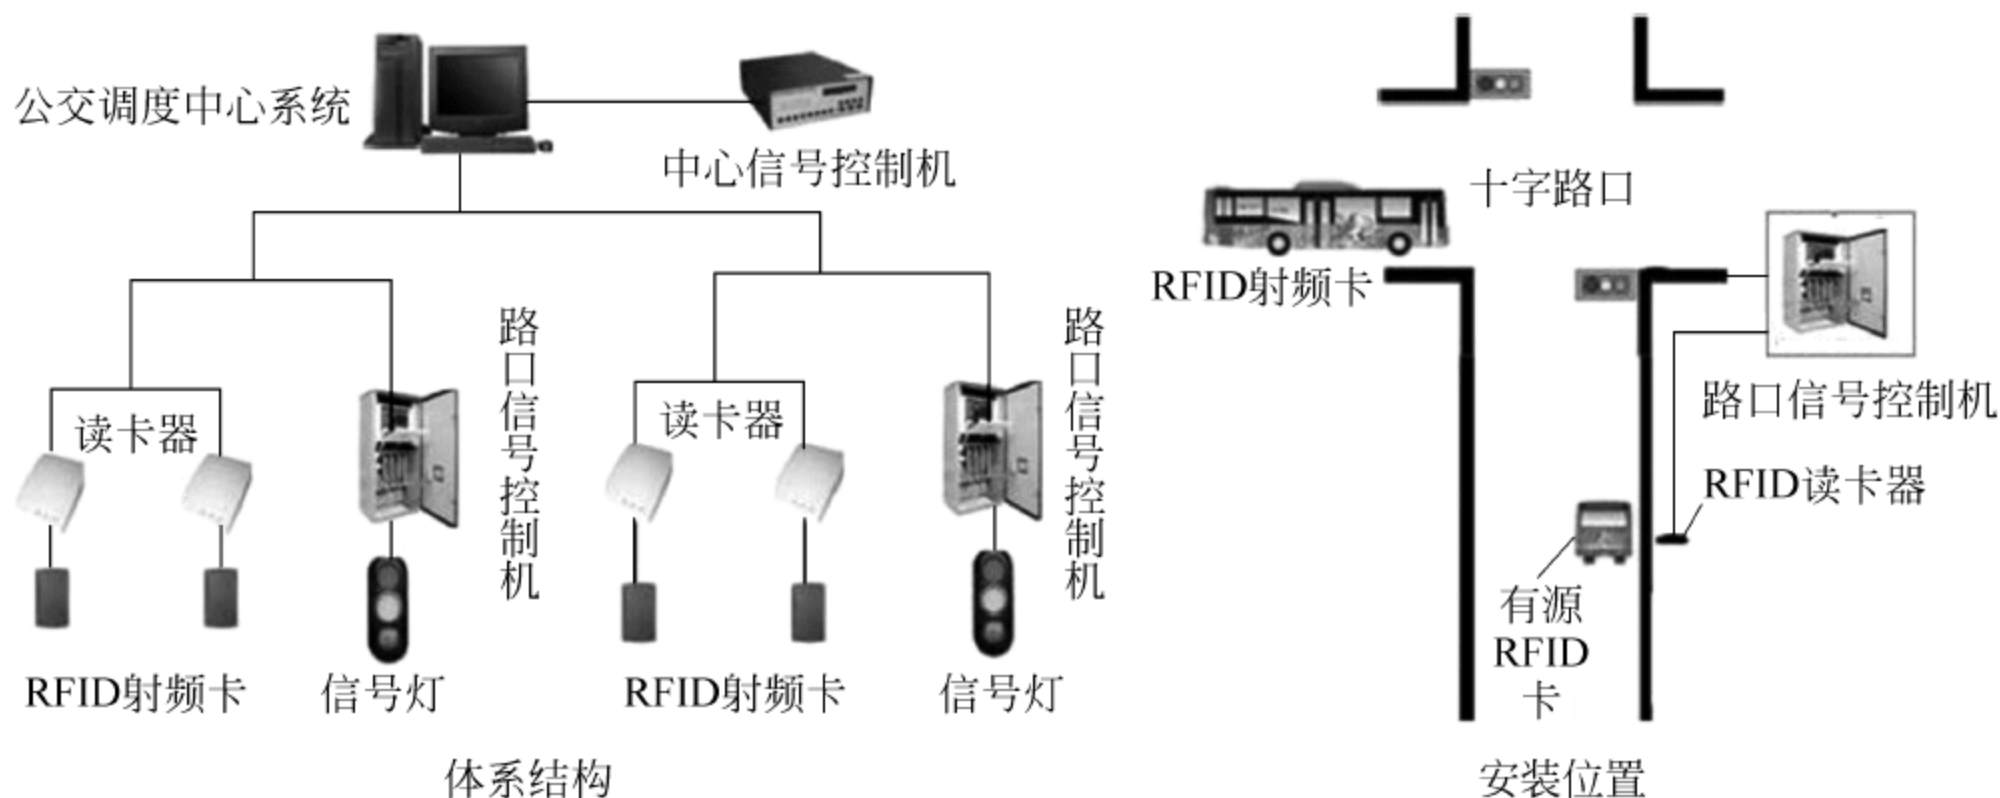 公交调度中心系统
中心信号控制机
路口信号控制机
路口信号控制机
读卡器
读卡器
RFID射频卡
信号灯
RFID射频卡
信号灯
体系结构
十字路口
RFID射频卡
路口信号控制机
RFID读卡器
有源
RFID
卡
安装位置